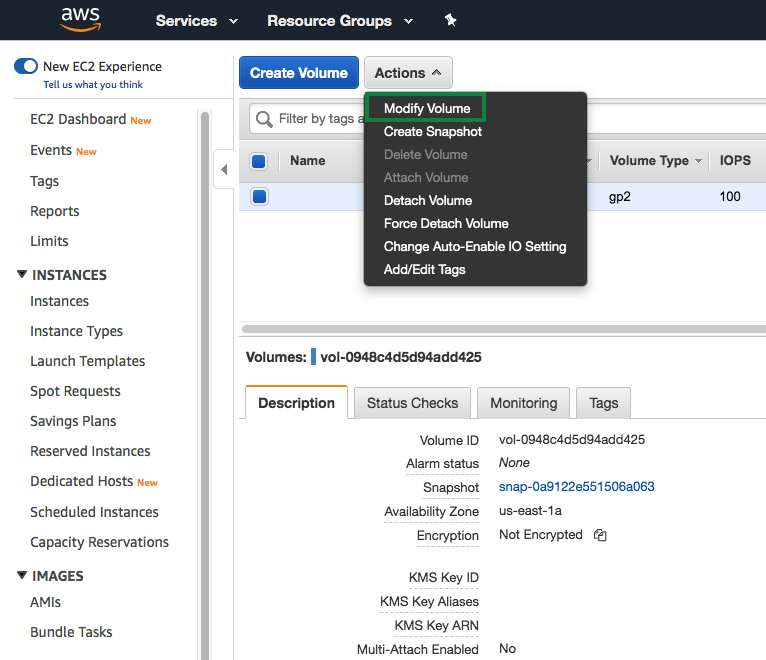 aws Services Resource Groups
New EC2 Experience
Tell us what you think
EC2 Dashboard New
Events New
Tags
Reports
Limits
INSTANCES
Instances
Instance Types
Launch Templates
Spot Requests
Savings Plans
Reserved Instances
Dedicated Hosts New
Scheduled Instances
Capacity Reservations
IMAGES
AMIs
Bundle Tasks
Create Volume Actions
Modify Volume
Create Snapshot
Delete Volume
Attach Volume
Detach Volume
Force Detach Volume
Change Auto-Enable IO Setting
Add/Edit Tags
Filter by tags a
Name Volume Type IOPS
gp2 100
Volumes: vol-0948c4d5d94add425
Description Status Checks Monitoring Tags
Volume ID vol-0948c4d5d94add425
Alarm status None
Snapshot snap-0a9122e551506a063
Availability Zone us-east-1a
Encryption Not Encrypted
KMS Key ID
KMS Key Aliases
KMS Key ARN
Multi-Attach Enabled No